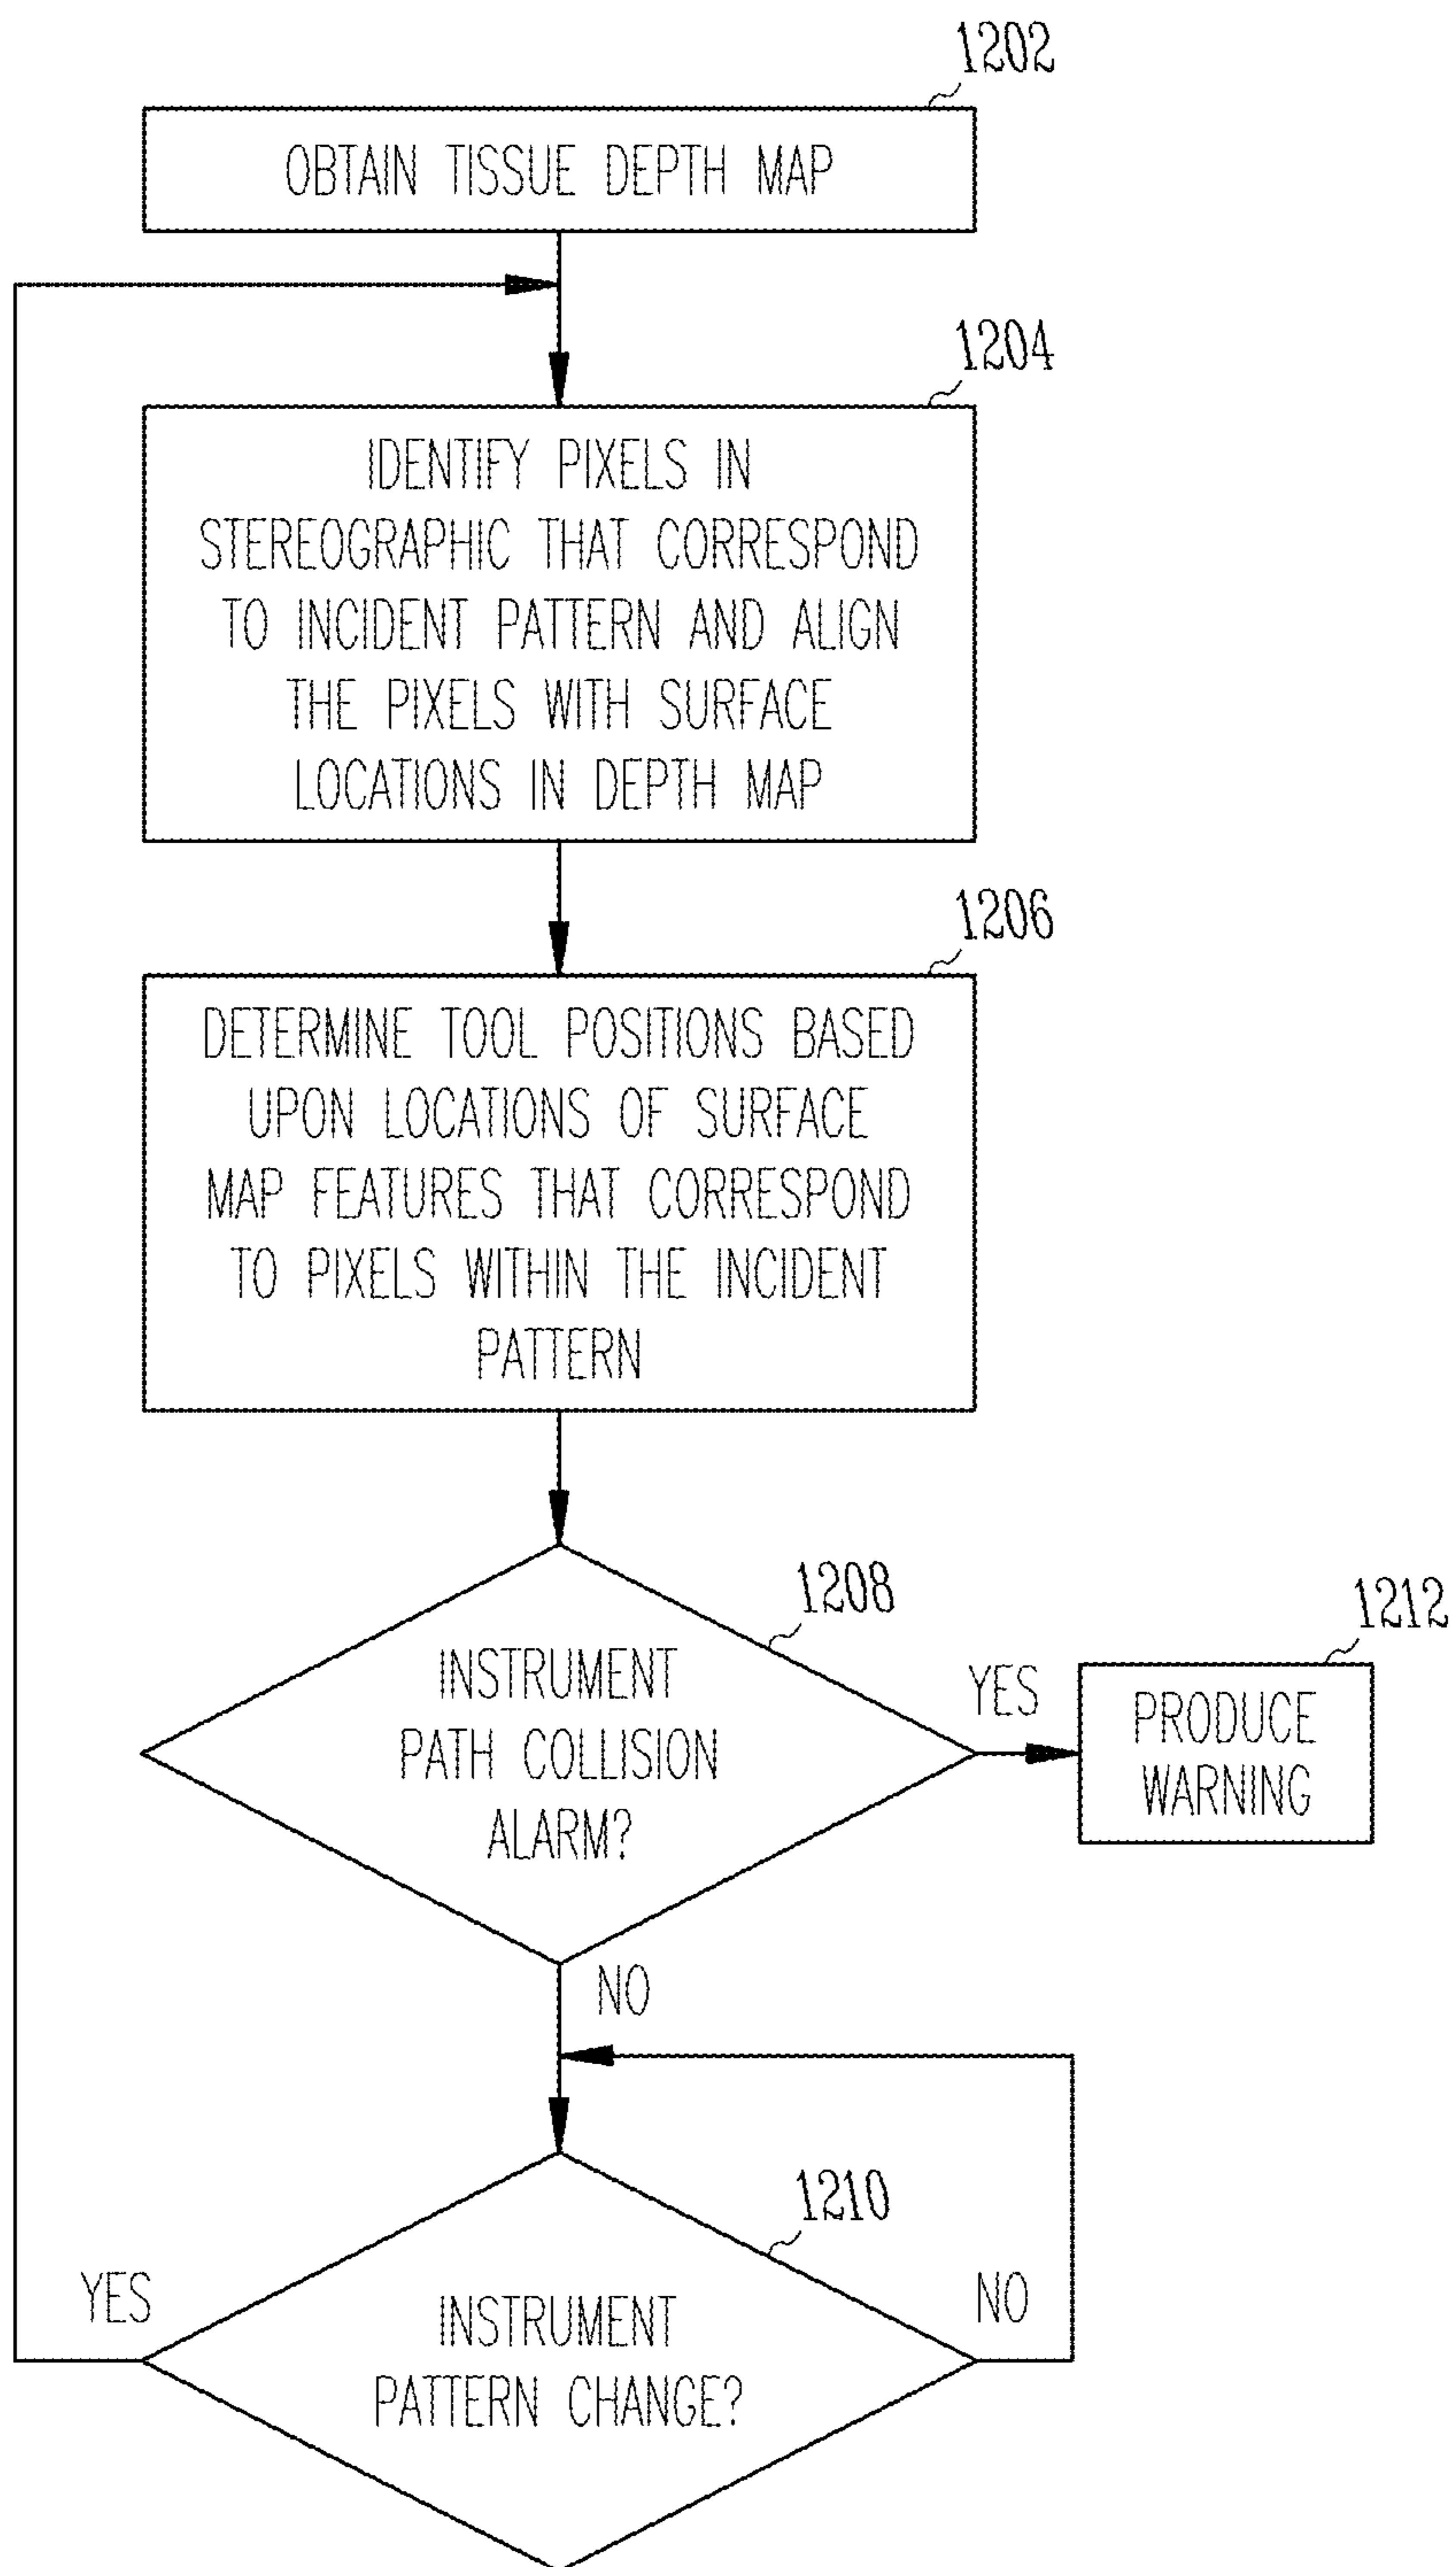 1202
OBTAIN TISSUE DEPTH MAP
1204
IDENTIFY PIXELS IN
STEREOGRAPHIC THAT CORRESPOND
TO INCIDENT PATTERN AND ALIGN
THE PIXELS WITH SURFACE
LOCATIONS IN DEPTH MAP
1206
DETERMINE TOOL POSITIONS BASED
UPON LOCATIONS OF SURFACE
MAP FEATURES THAT CORRESPOND
TO PIXELS WITHIN THE INCIDENT
PATTERN
1208
INSTRUMENT
PATH COLLISION
ALARM?
YES
1212
PRODUCE
WARNING
NO
1210
INSTRUMENT
PATTERN CHANGE?
YES
NO